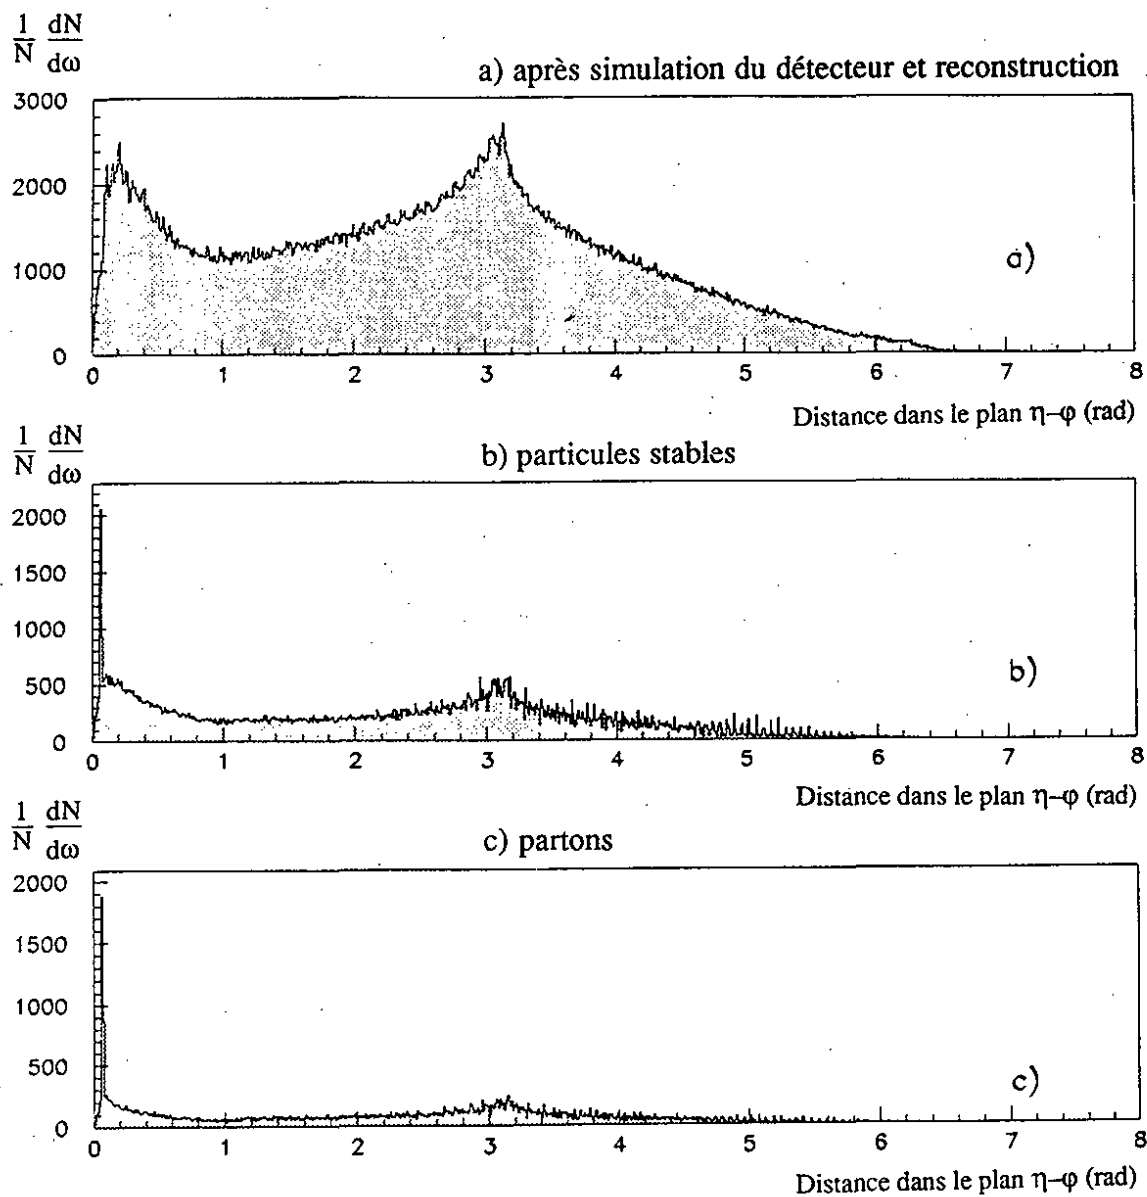 1 dN
N dω
a) après simulation du détecteur et reconstruction
3000
2000
1000
0
a)
0 1 2 3 4 5 6 7 8
Distance dans le plan η–φ (rad)
1 dN
N dω
b) particules stables
2000
1500
1000
500
0
b)
0 1 2 3 4 5 6 7 8
Distance dans le plan η–φ (rad)
1 dN
N dω
c) partons
2000
1500
1000
500
0
c)
0 1 2 3 4 5 6 7 8
Distance dans le plan η–φ (rad)